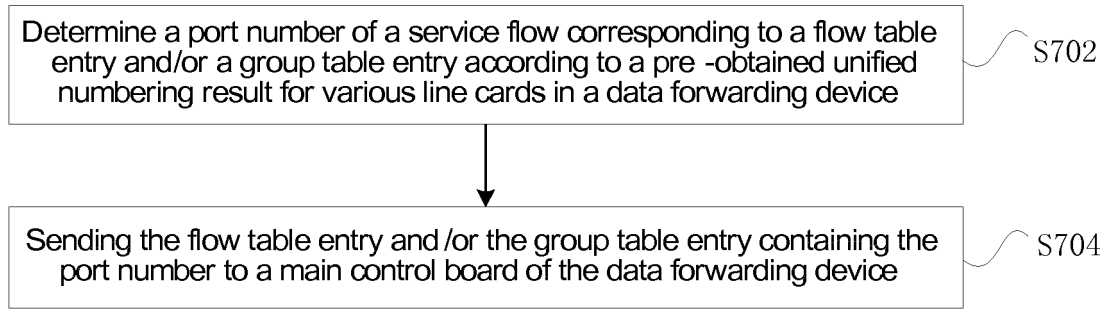 Determine a port number of a service flow corresponding to a flow table
entry and/or a group table entry according to a pre -obtained unified
numbering result for various line cards in a data forwarding device
S702
Sending the flow table entry and /or the group table entry containing the
port number to a main control board of the data forwarding device
S704